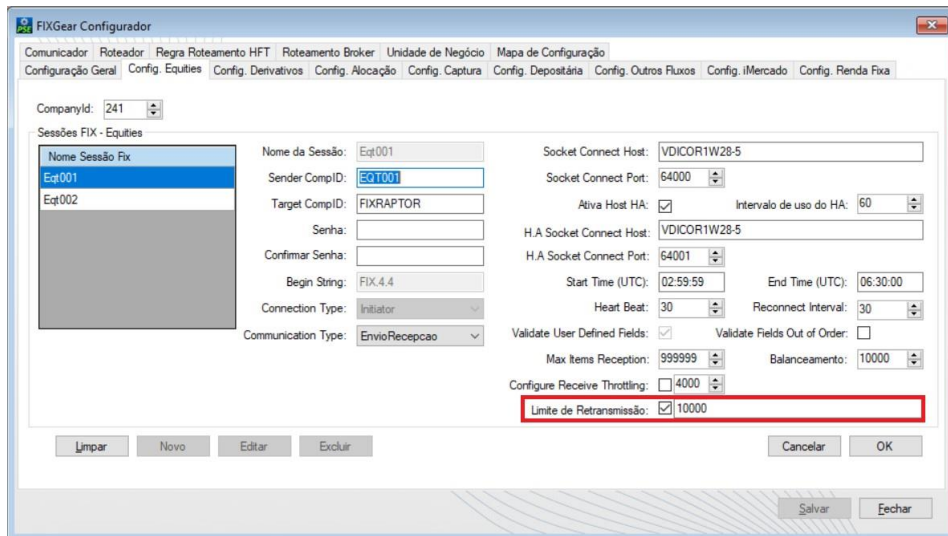 FIXGear Configurador
Comunicador Roteador Regra Roteamento HFT Roteamento Broker Unidade de Negócio Mapa de Configuração
Configuração Geral Config. Equities Config. Derivativos Config. Alocação Config. Captura Config. Depositária Config. Outros Fluxos Config. iMercado Config. Renda Fixa
CompanyId: 241
Sessões FIX - Equities
Nome Sessão Fix
Eqt001
Eqt002
Nome da Sessão: Eqt001
Sender CompID: EQT001
Target CompID: FIXRAPTOR
Senha:
Confirmar Senha:
Begin String: FIX.4.4
Connection Type: Initiator
Communication Type: EnvioRecepcao
Socket Connect Host: VDICOR1W28-5
Socket Connect Port: 64000
Ativa Host HA: Intervalo de uso do HA: 60
H.A Socket Connect Host: VDICOR1W28-5
H.A Socket Connect Port: 64001
Start Time (UTC): 02:59:59 End Time (UTC): 06:30:00
Heart Beat: 30 Reconnect Interval: 30
Validate User Defined Fields: Validate Fields Out of Order:
Max Items Reception: 999999 Balanceamento: 10000
Configure Receive Throttling: 4000
Limite de Retransmissão: 10000
Limpar Novo Editar Excluir Cancelar OK
Salvar Fechar